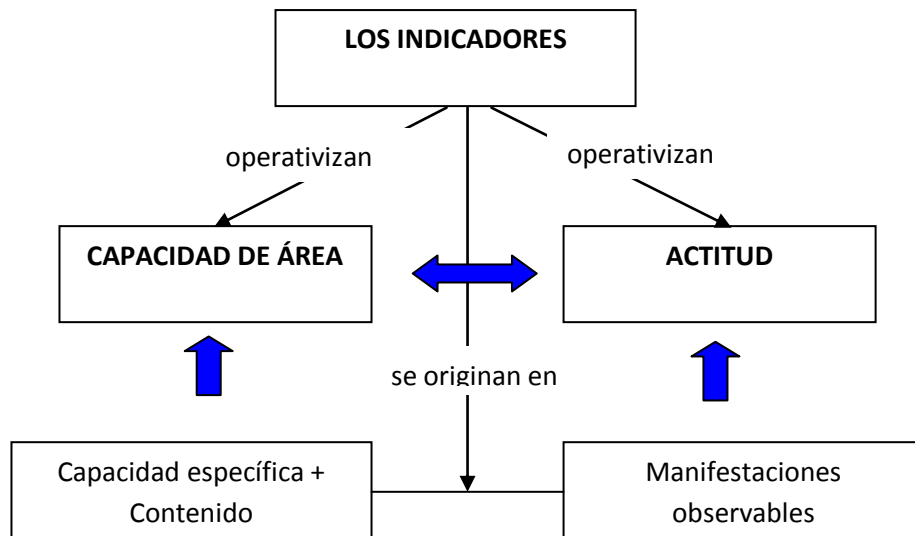 LOS INDICADORES
operativizan
operativizan
CAPACIDAD DE ÁREA
ACTITUD
se originan en
Capacidad específica +
Contenido
Manifestaciones
observables